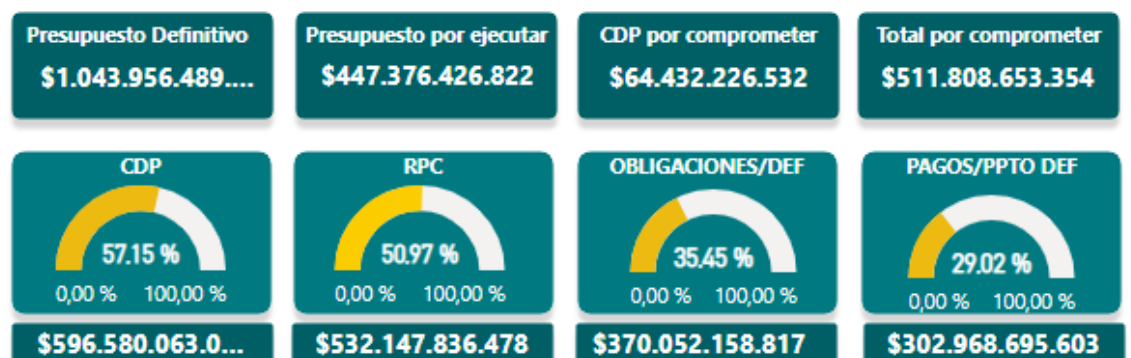 Presupuesto Definitivo
$1.043.956.489....
Presupuesto por ejecutar
$447.376.426.822
CDP por comprometer
$64.432.226.532
Total por comprometer
$511.808.653.354
CDP
57.15 %
0,00 % 100,00 %
$596.580.063.0...
RPC
50.97 %
0,00 % 100,00 %
$532.147.836.478
OBLIGACIONES/DEF
35.45 %
0,00 % 100,00 %
$370.052.158.817
PAGOS/PPTO DEF
29.02 %
0,00 % 100,00 %
$302.968.695.603